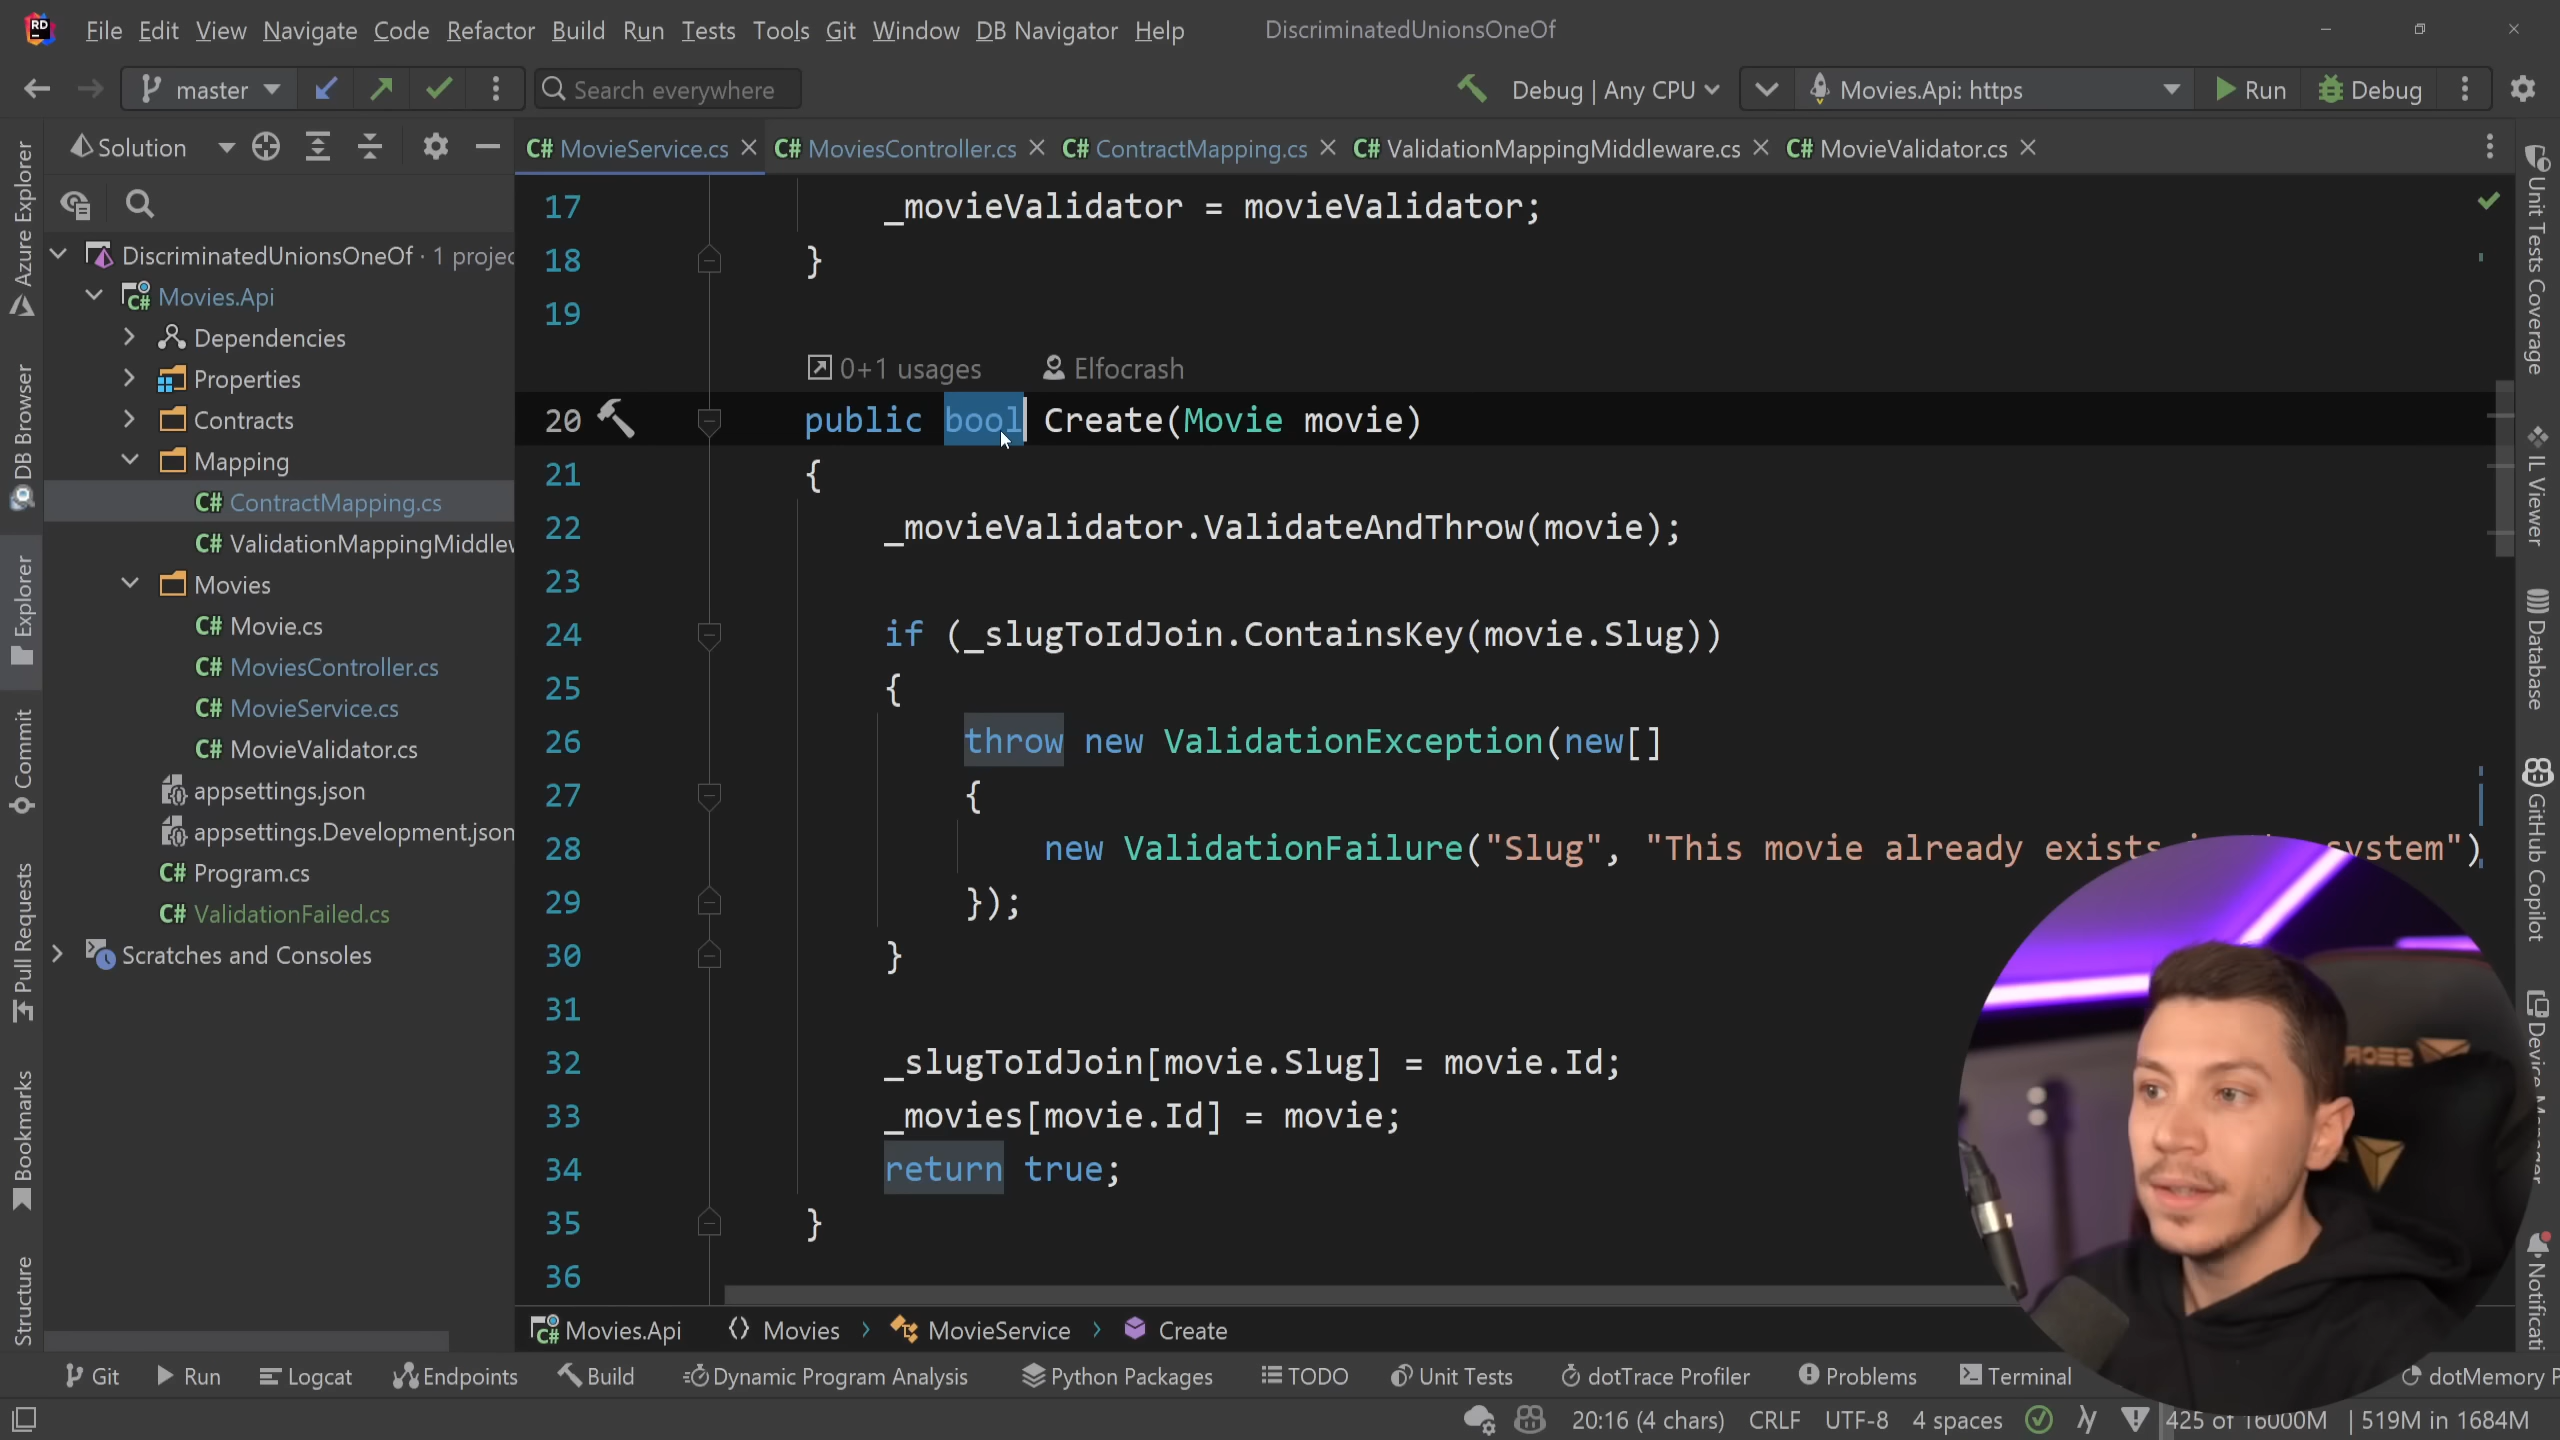 RD File Edit View Navigate Code Refactor Build Run Tests Tools Git Window DB Navigator Help DiscriminatedUnionsOneOf
master Search everywhere Debug | Any CPU Movies.Api: https Run Debug
Solution
C# MovieService.cs C# MoviesController.cs C# ContractMapping.cs C# ValidationMappingMiddleware.cs C# MovieValidator.cs
Azure Explorer
DB Browser
Explorer
Commit
Pull Requests
Bookmarks
Structure
DiscriminatedUnionsOneOf · 1 projec
C# Movies.Api
Dependencies
Properties
Contracts
Mapping
C# ContractMapping.cs
C# ValidationMappingMiddlew
Movies
C# Movie.cs
C# MoviesController.cs
C# MovieService.cs
C# MovieValidator.cs
appsettings.json
appsettings.Development.json
C# Program.cs
C# ValidationFailed.cs
Scratches and Consoles
17 _movieValidator = movieValidator;
18 }
19
0+1 usages Elfocrash
20 public bool Create(Movie movie)
21 {
22 _movieValidator.ValidateAndThrow(movie);
23
24 if (_slugToIdJoin.ContainsKey(movie.Slug))
25 {
26 throw new ValidationException(new[]
27 {
28 new ValidationFailure("Slug", "This movie already exists system")
29 });
30 }
31
32 _slugToIdJoin[movie.Slug] = movie.Id;
33 _movies[movie.Id] = movie;
34 return true;
35 }
36
Unit Tests Coverage
IL Viewer
Database
GitHub Copilot
Device Manager
Notificati
C# Movies.Api Movies MovieService Create
Git Run Logcat Endpoints Build Dynamic Program Analysis Python Packages TODO Unit Tests dotTrace Profiler Problems Terminal dotMemory P
20:16 (4 chars) CRLF UTF-8 4 spaces 425 of 16000M | 519M in 1684M